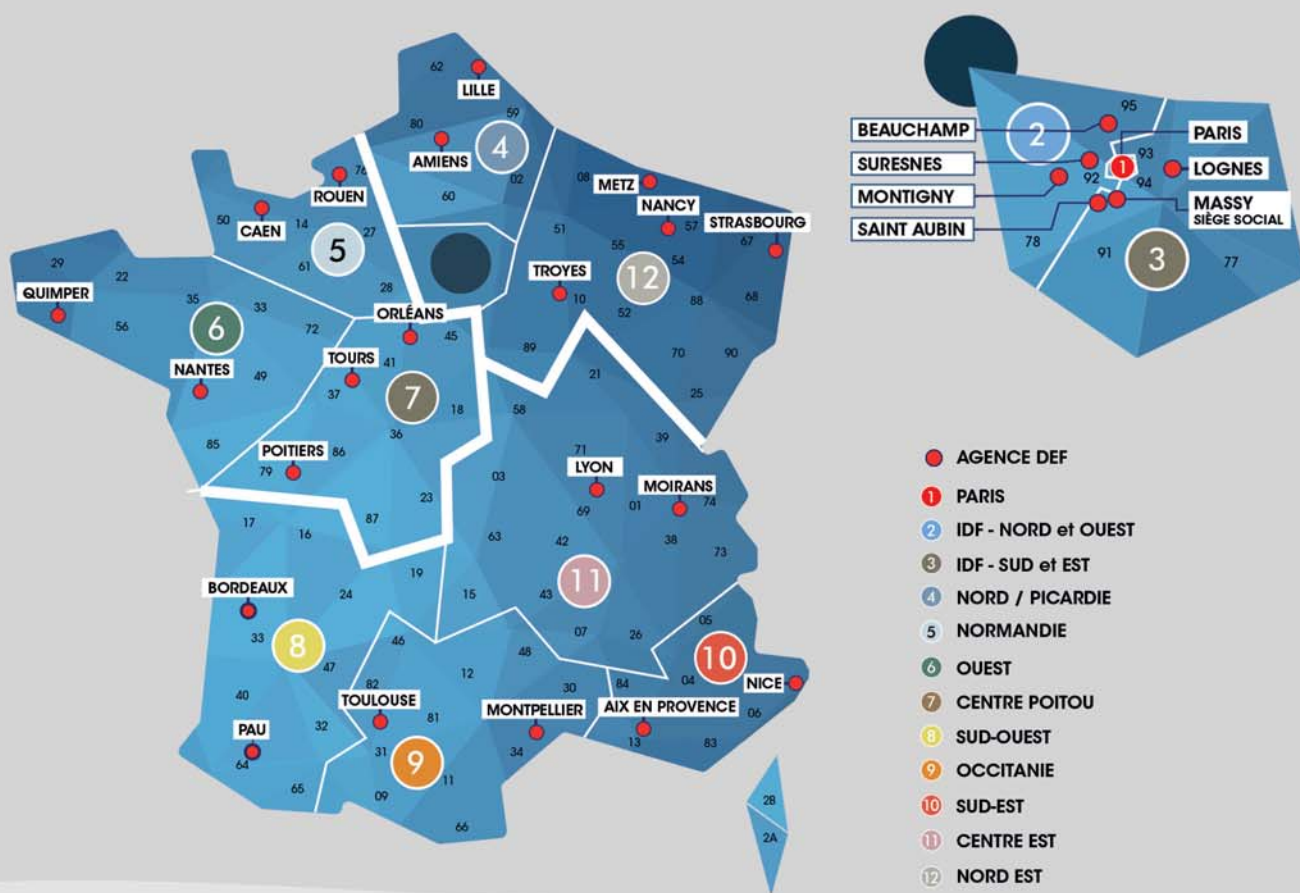 62
LILLE
59
80
AMIENS
4
76
ROUEN
02
60
08
METZ
NANCY
57
STRASBOURG
67
50
CAEN
14
27
5
61
28
51
55
54
12
TROYES
10
52
88
68
29
22
QUIMPER
56
35
33
6
72
ORLÉANS
45
TOURS
41
37
7
18
NANTES
49
89
70
90
25
21
58
36
85
86
POITIERS
79
39
71
LYON
MOIRANS
03
69
01
74
23
87
17
16
63
42
38
73
11
19
15
43
24
BORDEAUX
33
8
47
46
48
07
26
05
10
12
40
82
TOULOUSE
81
32
PAU
64
65
31
9
11
09
66
30
84
04
NICE
MONTPELLIER
34
AIX EN PROVENCE
13
83
06
2B
2A
95
2
BEAUCHAMP
SURESNES
MONTIGNY
SAINT AUBIN
PARIS
1
93
LOGNES
92
94
MASSY
SIÈGE SOCIAL
78
91
3
77
AGENCE DEF
1 PARIS
2 IDF - NORD et OUEST
3 IDF - SUD et EST
4 NORD / PICARDIE
5 NORMANDIE
6 OUEST
7 CENTRE POITOU
8 SUD-OUEST
9 OCCITANIE
10 SUD-EST
11 CENTRE EST
12 NORD EST